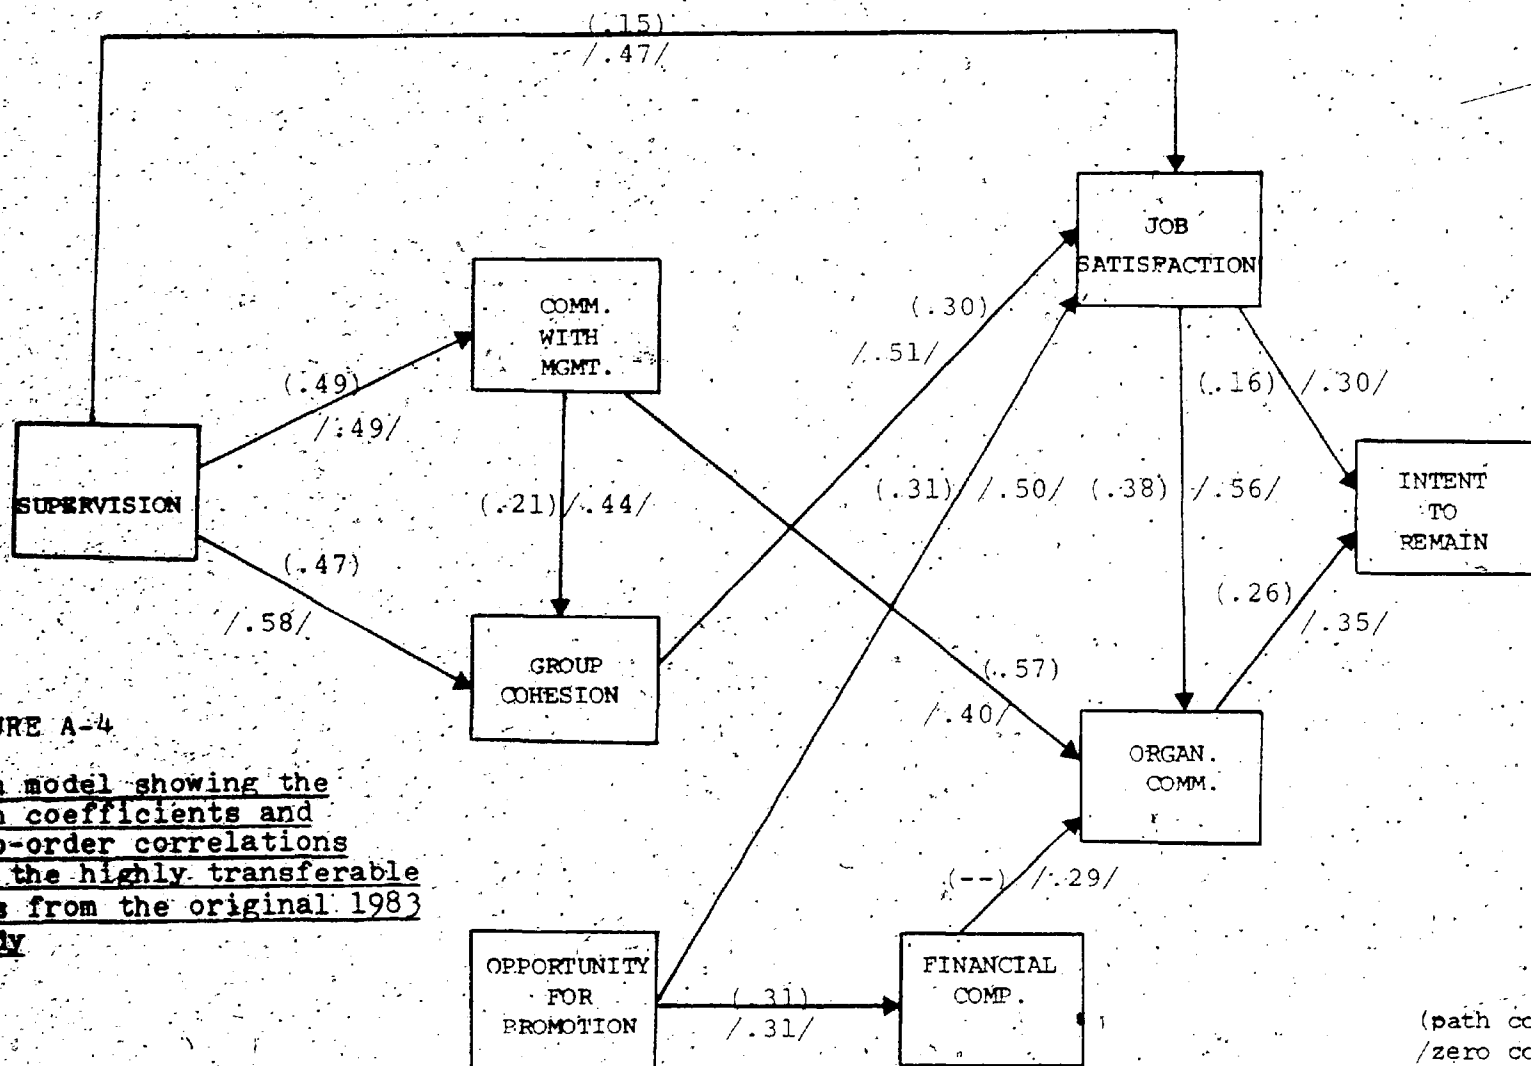 (.15)
/.47/
JOB
SATISFACTION
COMM.
WITH
MGMT.
(.30)
/.51/
(.49)
/.49/
(.16) /.30/
SUPERVISION
(.21) /.44/
(.31) /.50/
(.38) /.56/
INTENT
TO
REMAIN
(.47)
/.58/
(.26)
/.35/
GROUP
COHESION
(.57)
/.40/
URE A-4
ORGAN.
COMM.
model showing the
coefficients and
o-order correlations
the highly transferable
s from the original 1983
dy
(--) /.29/
OPPORTUNITY
FOR
PROMOTION
FINANCIAL
COMP.
(.31)
/.31/
(path co
/zero co